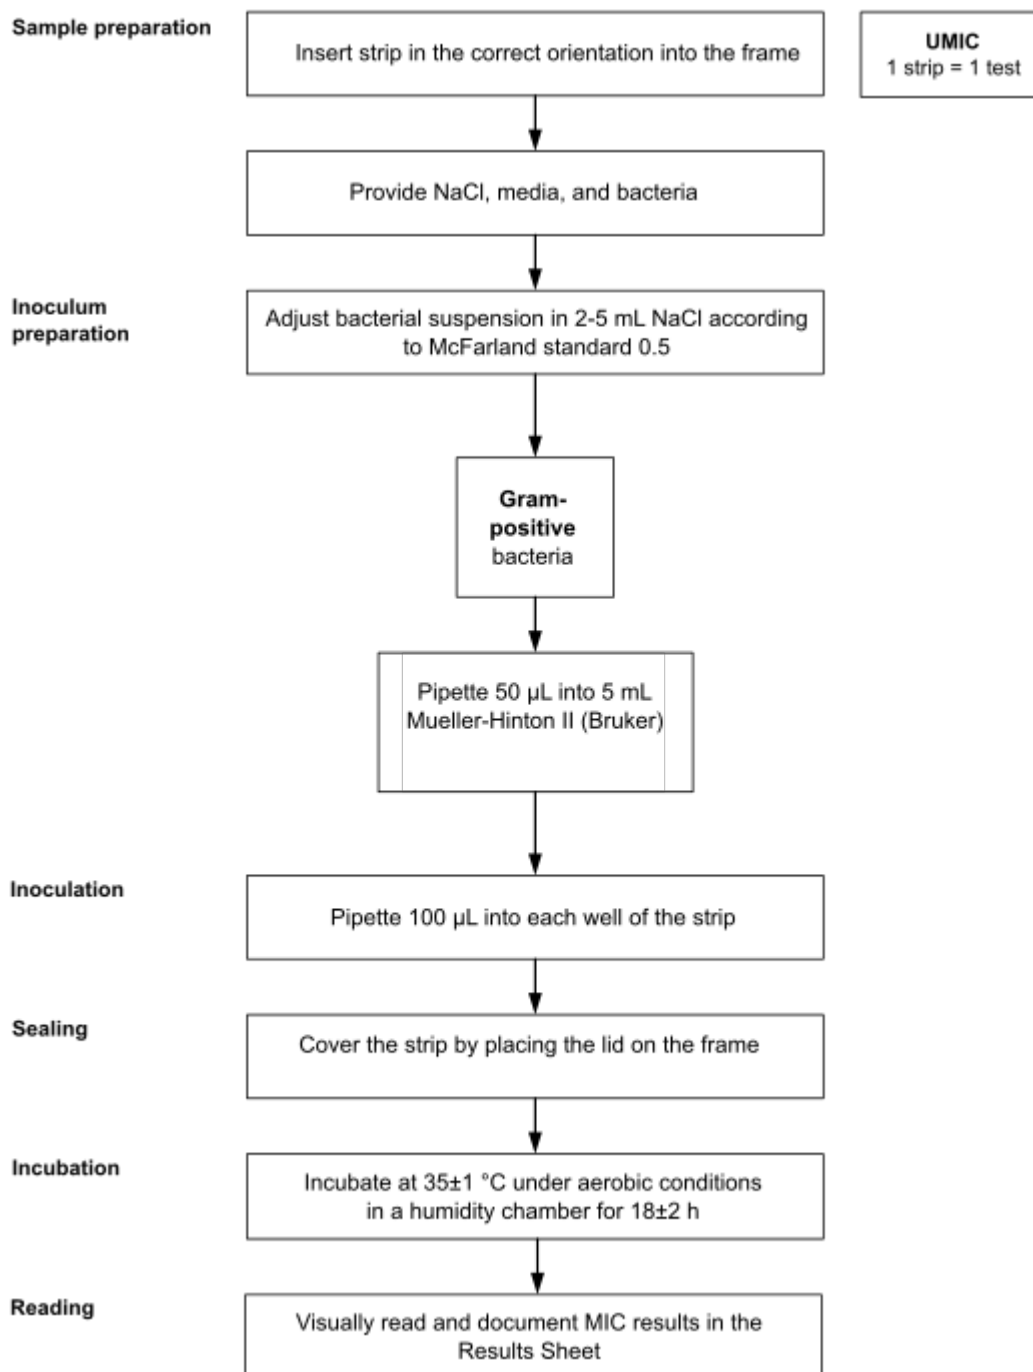 Sample preparation
Insert strip in the correct orientation into the frame
UMIC
1 strip = 1 test
Provide NaCl, media, and bacteria
Inoculum
preparation
Adjust bacterial suspension in 2-5 mL NaCl according
to McFarland standard 0.5
Gram-
positive
bacteria
Pipette 50 µL into 5 mL
Mueller-Hinton II (Bruker)
Inoculation
Pipette 100 µL into each well of the strip
Sealing
Cover the strip by placing the lid on the frame
Incubation
Incubate at 35±1 °C under aerobic conditions
in a humidity chamber for 18±2 h
Reading
Visually read and document MIC results in the
Results Sheet